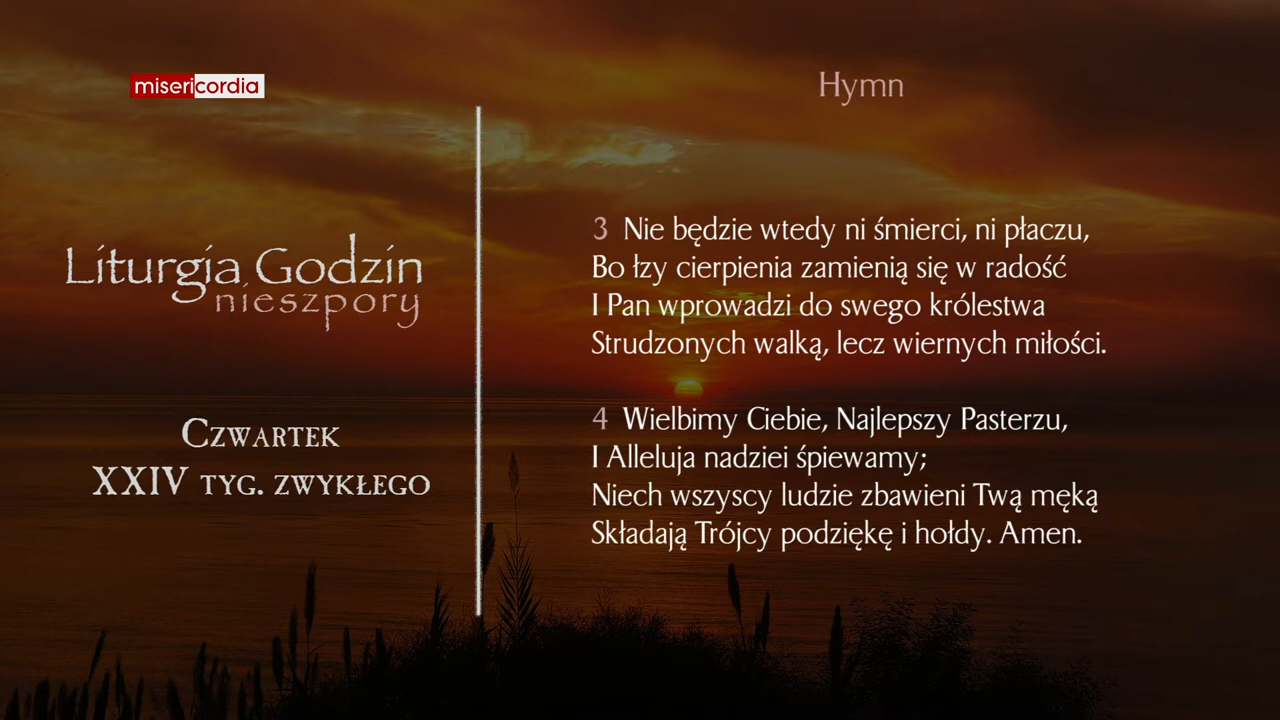 misericordia
Liturgia Godzin
nieszpory
Czwartek
XXIV tyg. zwykłego
Hymn
3 Nie będzie wtedy ni śmierci, ni płaczu,
Bo łzy cierpienia zamienią się w radość
I Pan wprowadzi do swego królestwa
Strudzonych walką, lecz wiernych miłości.
4 Wielbimy Ciebie, Najlepszy Pasterzu,
I Alleluja nadziei śpiewamy;
Niech wszyscy ludzie zbawieni Twą męką
Składają Trójcy podziękę i hołdy. Amen.